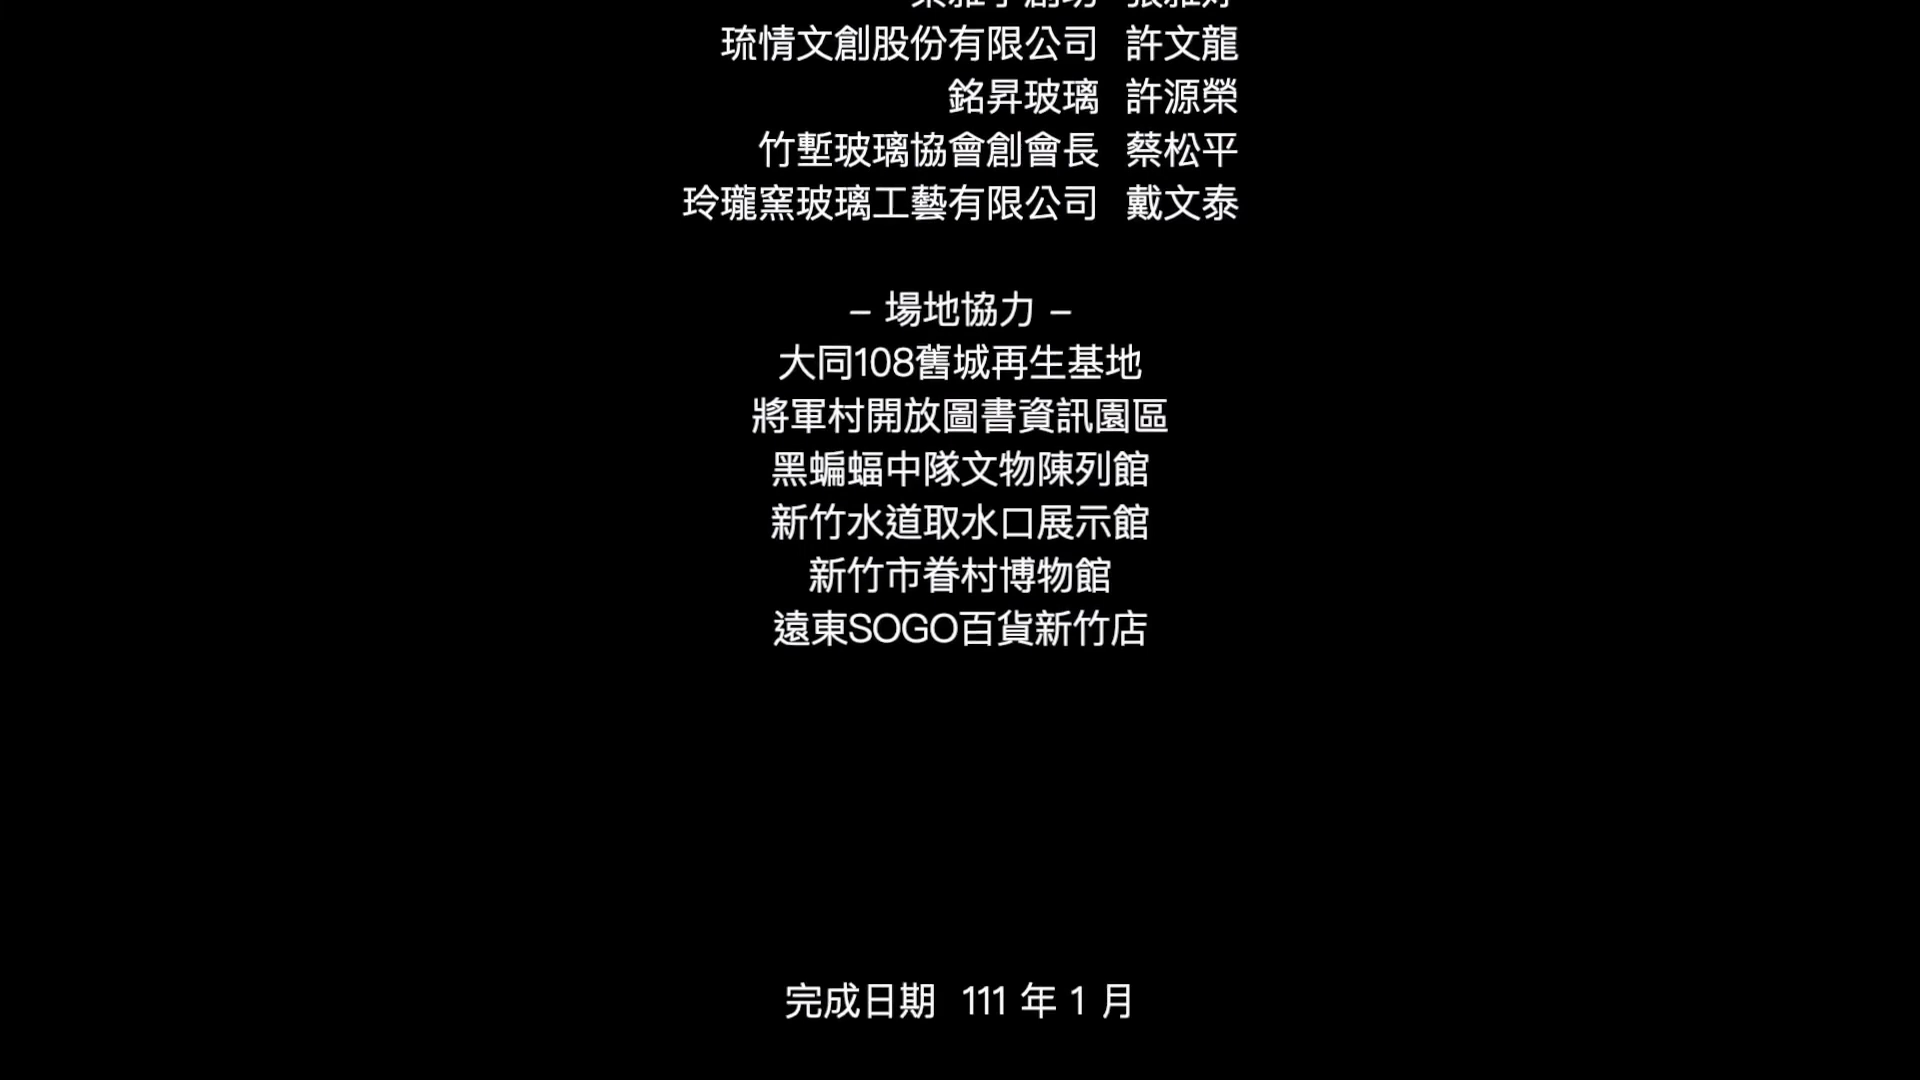 琉情文創股份有限公司 許文龍
銘昇玻璃 許源榮
竹塹玻璃協會創會長 蔡松平
玲瓏窯玻璃工藝有限公司 戴文泰
– 場地協力 –
大同108舊城再生基地
將軍村開放圖書資訊園區
黑蝙蝠中隊文物陳列館
新竹水道取水口展示館
新竹市眷村博物館
遠東SOGO百貨新竹店
完成日期 111 年 1 月